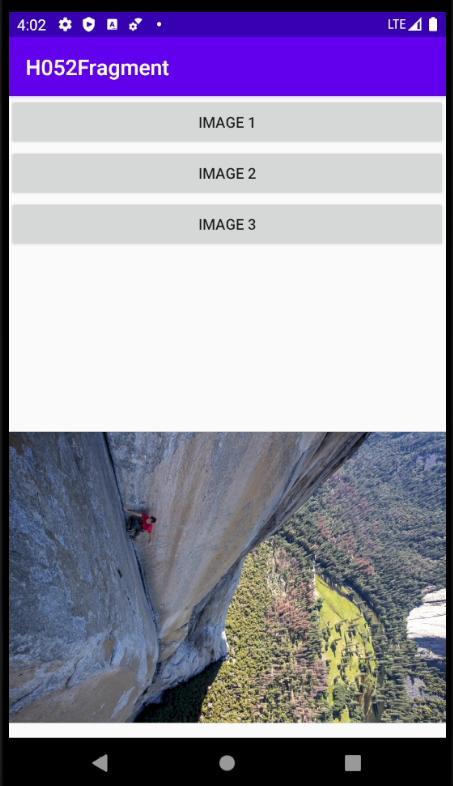 4:02 LTE
H052Fragment
IMAGE 1
IMAGE 2
IMAGE 3